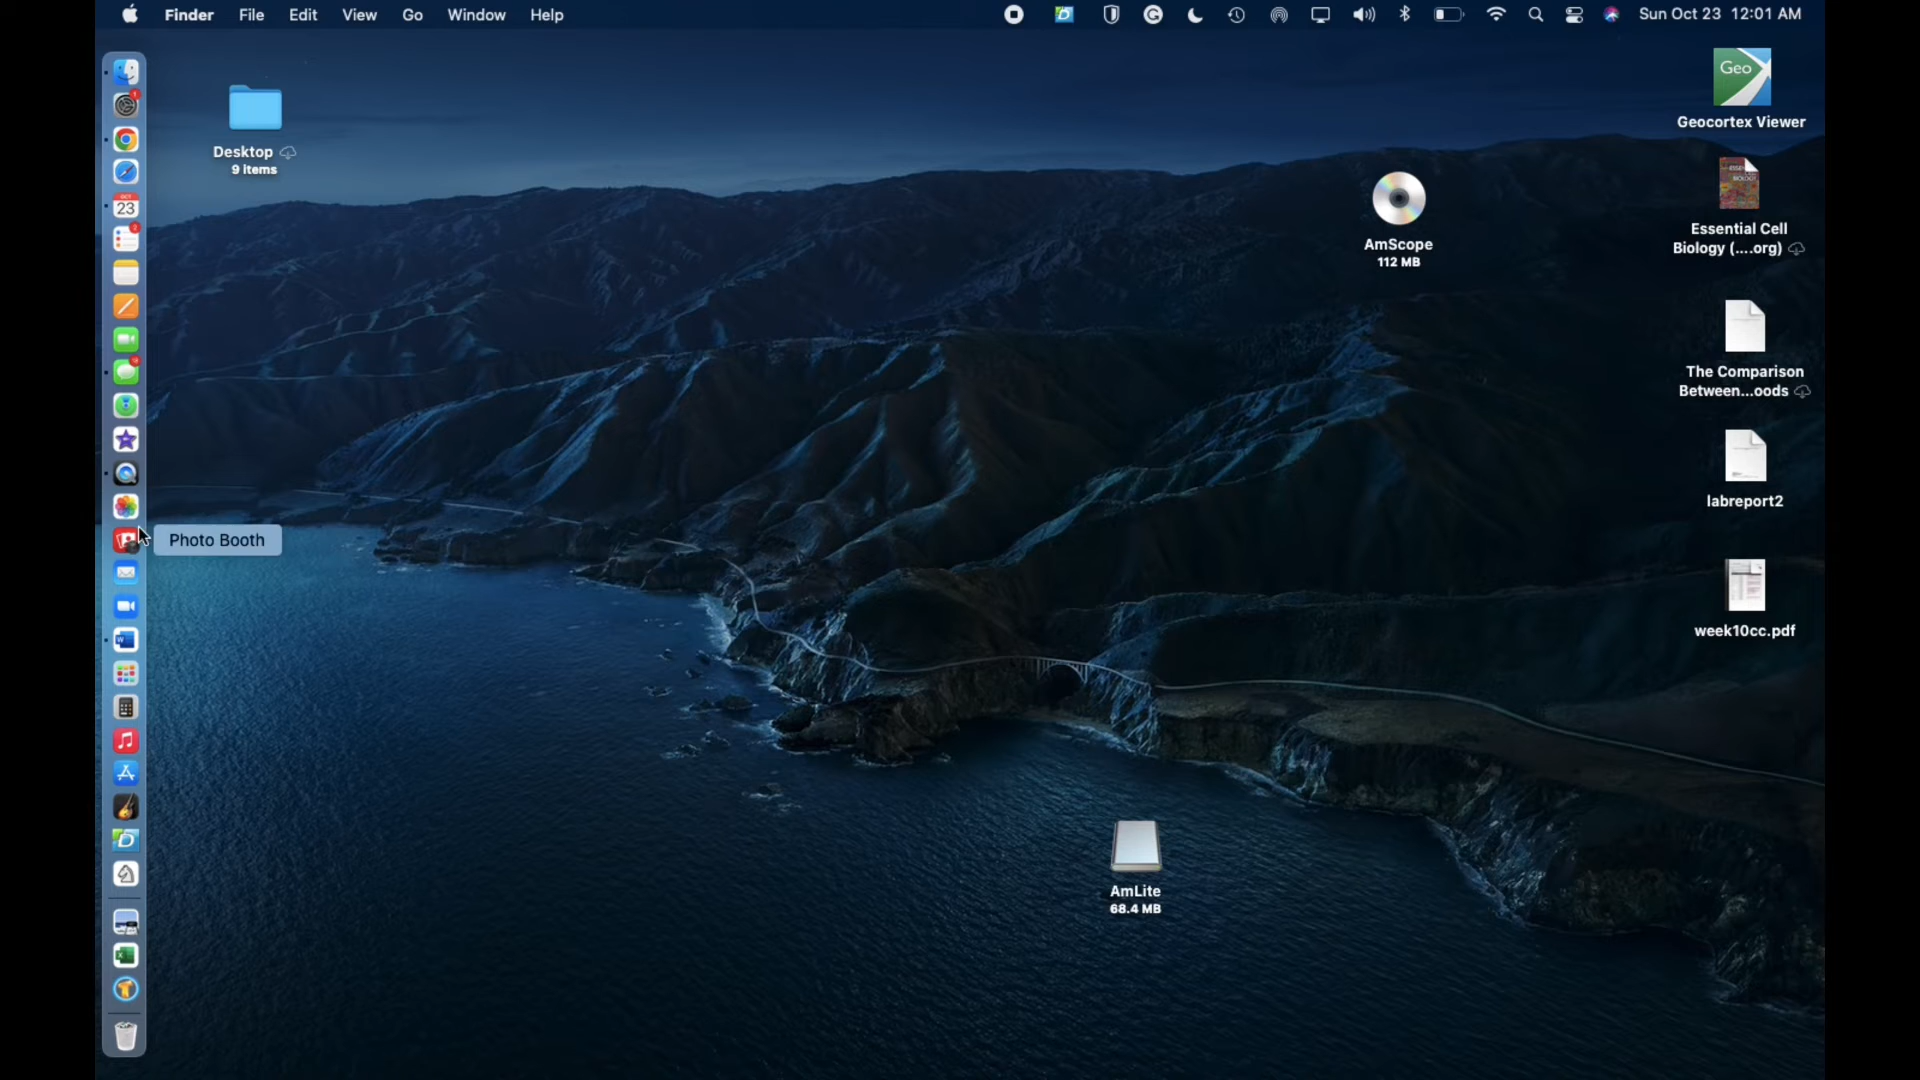 Finder File Edit View Go Window Help
Sun Oct 23 12:01 AM
Desktop
9 items
OCT
23
Photo Booth
AmScope
112 MB
AmLite
68.4 MB
Geo
Geocortex Viewer
Essential Cell
Biology (....org)
The Comparison
Between...oods
labreport2
week10cc.pdf